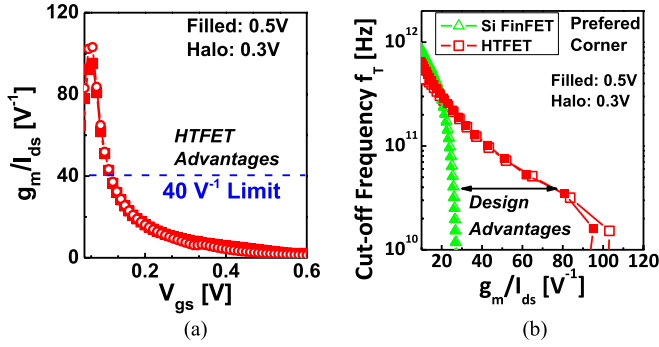 120
80
40
0
0.2
0.4
0.6
g_m/I_ds [V^-1]
V_gs [V]
Filled: 0.5V
Halo: 0.3V
HTFET
Advantages
40 V^-1 Limit
(a)
10^12
10^11
10^10
20
40
60
80
100
120
Cut-off Frequency f_T [Hz]
g_m/I_ds [V^-1]
Si FinFET
HTFET
Prefered
Corner
Filled: 0.5V
Halo: 0.3V
Design
Advantages
(b)